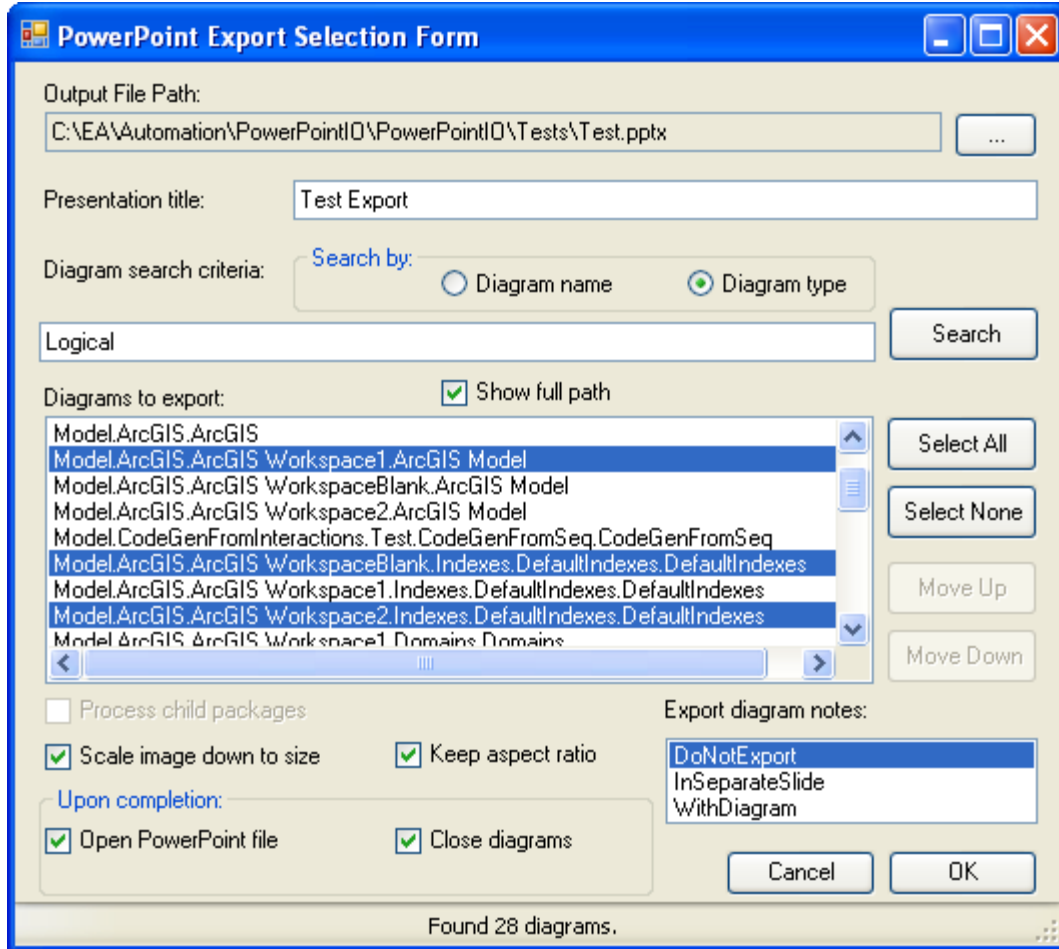 PowerPoint Export Selection Form
Output File Path:
C:\EA\Automation\PowerPointIO\PowerPointIO\Tests\Test.pptx
...
Presentation title:
Test Export
Diagram search criteria:
Search by:
Diagram name
Diagram type
Logical
Search
Diagrams to export:
Show full path
Model.ArcGIS.ArcGIS
Model.ArcGIS.ArcGIS Workspace1.ArcGIS Model
Model.ArcGIS.ArcGIS WorkspaceBlank.ArcGIS Model
Model.ArcGIS.ArcGIS Workspace2.ArcGIS Model
Model.CodeGenFromInteractions.Test.CodeGenFromSeq.CodeGenFromSeq
Model.ArcGIS.ArcGIS WorkspaceBlank.Indexes.DefaultIndexes.DefaultIndexes
Model.ArcGIS.ArcGIS Workspace1.Indexes.DefaultIndexes.DefaultIndexes
Model.ArcGIS.ArcGIS Workspace2.Indexes.DefaultIndexes.DefaultIndexes
Model.ArcGIS.ArcGIS Workspace1.Domains.Domains
Select All
Select None
Move Up
Move Down
Process child packages
Export diagram notes:
Scale image down to size
Keep aspect ratio
DoNotExport
InSeparateSlide
WithDiagram
Upon completion:
Open PowerPoint file
Close diagrams
Cancel
OK
Found 28 diagrams.